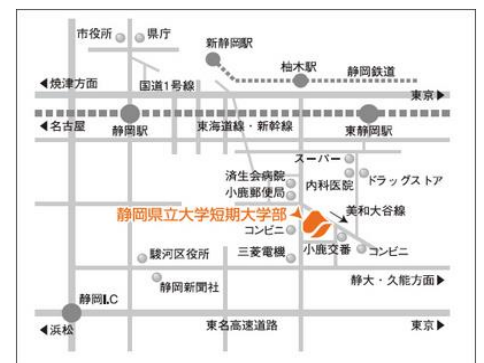 市役所
県庁
新静岡駅
柚木駅
静岡鉄道
◀焼津方面
国道1号線
東京▶
◀名古屋
静岡駅
東海道線・新幹線
東静岡駅
スーパー
済生会病院
小鹿郵便局
内科医院
ドラッグストア
静岡県立大学短期大学部
美和大谷線
コンビニ
駿河区役所
三菱電機
小鹿交番
コンビニ
静岡新聞社
静大・久能方面▶
静岡I.C
◀浜松
東名高速道路
東京▶